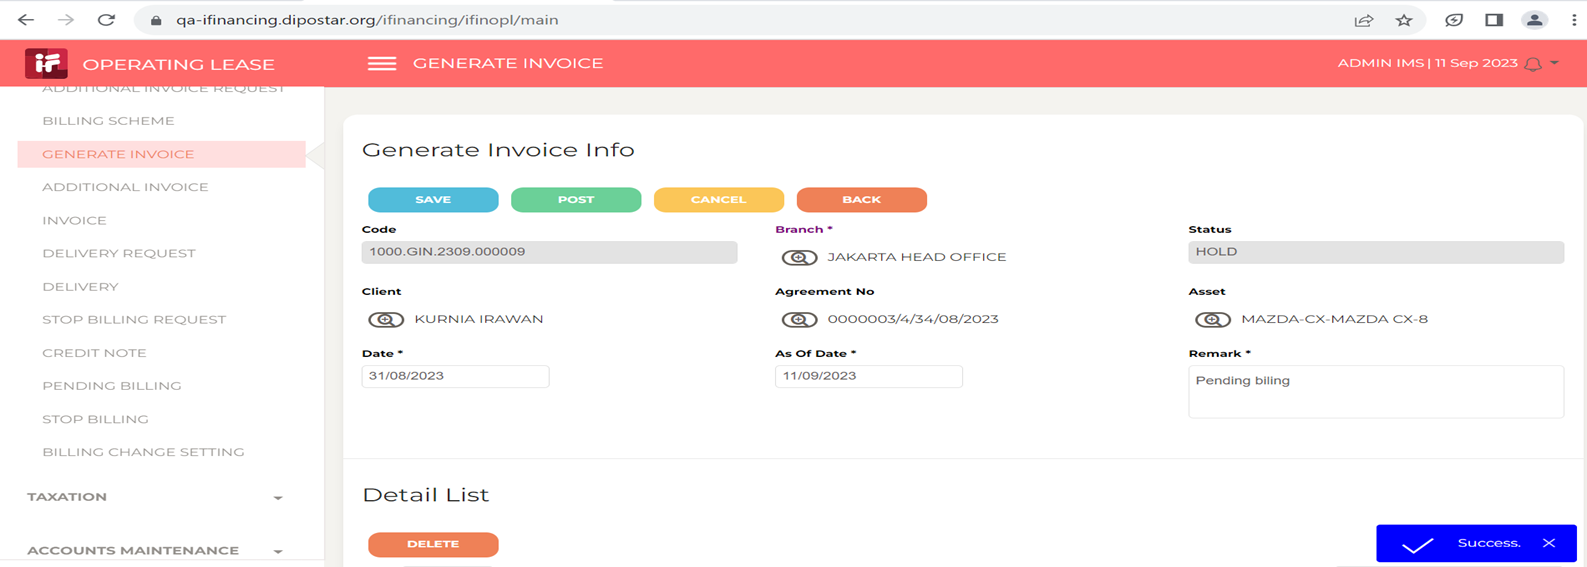 qa-ifinancing.dipostar.org/ifinancing/ifinopl/main
iF OPERATING LEASE
GENERATE INVOICE
ADMIN IMS | 11 Sep 2023
ADDITIONAL INVOICE REQUEST
BILLING SCHEME
GENERATE INVOICE
ADDITIONAL INVOICE
INVOICE
DELIVERY REQUEST
DELIVERY
STOP BILLING REQUEST
CREDIT NOTE
PENDING BILLING
STOP BILLING
BILLING CHANGE SETTING
TAXATION
ACCOUNTS MAINTENANCE
Generate Invoice Info
SAVE POST CANCEL BACK
Code
1000.GIN.2309.000009
Branch *
JAKARTA HEAD OFFICE
Status
HOLD
Client
KURNIA IRAWAN
Agreement No
0000003/4/34/08/2023
Asset
MAZDA-CX-MAZDA CX-8
Date *
31/08/2023
As Of Date *
11/09/2023
Remark *
Pending biling
Detail List
DELETE
Success.